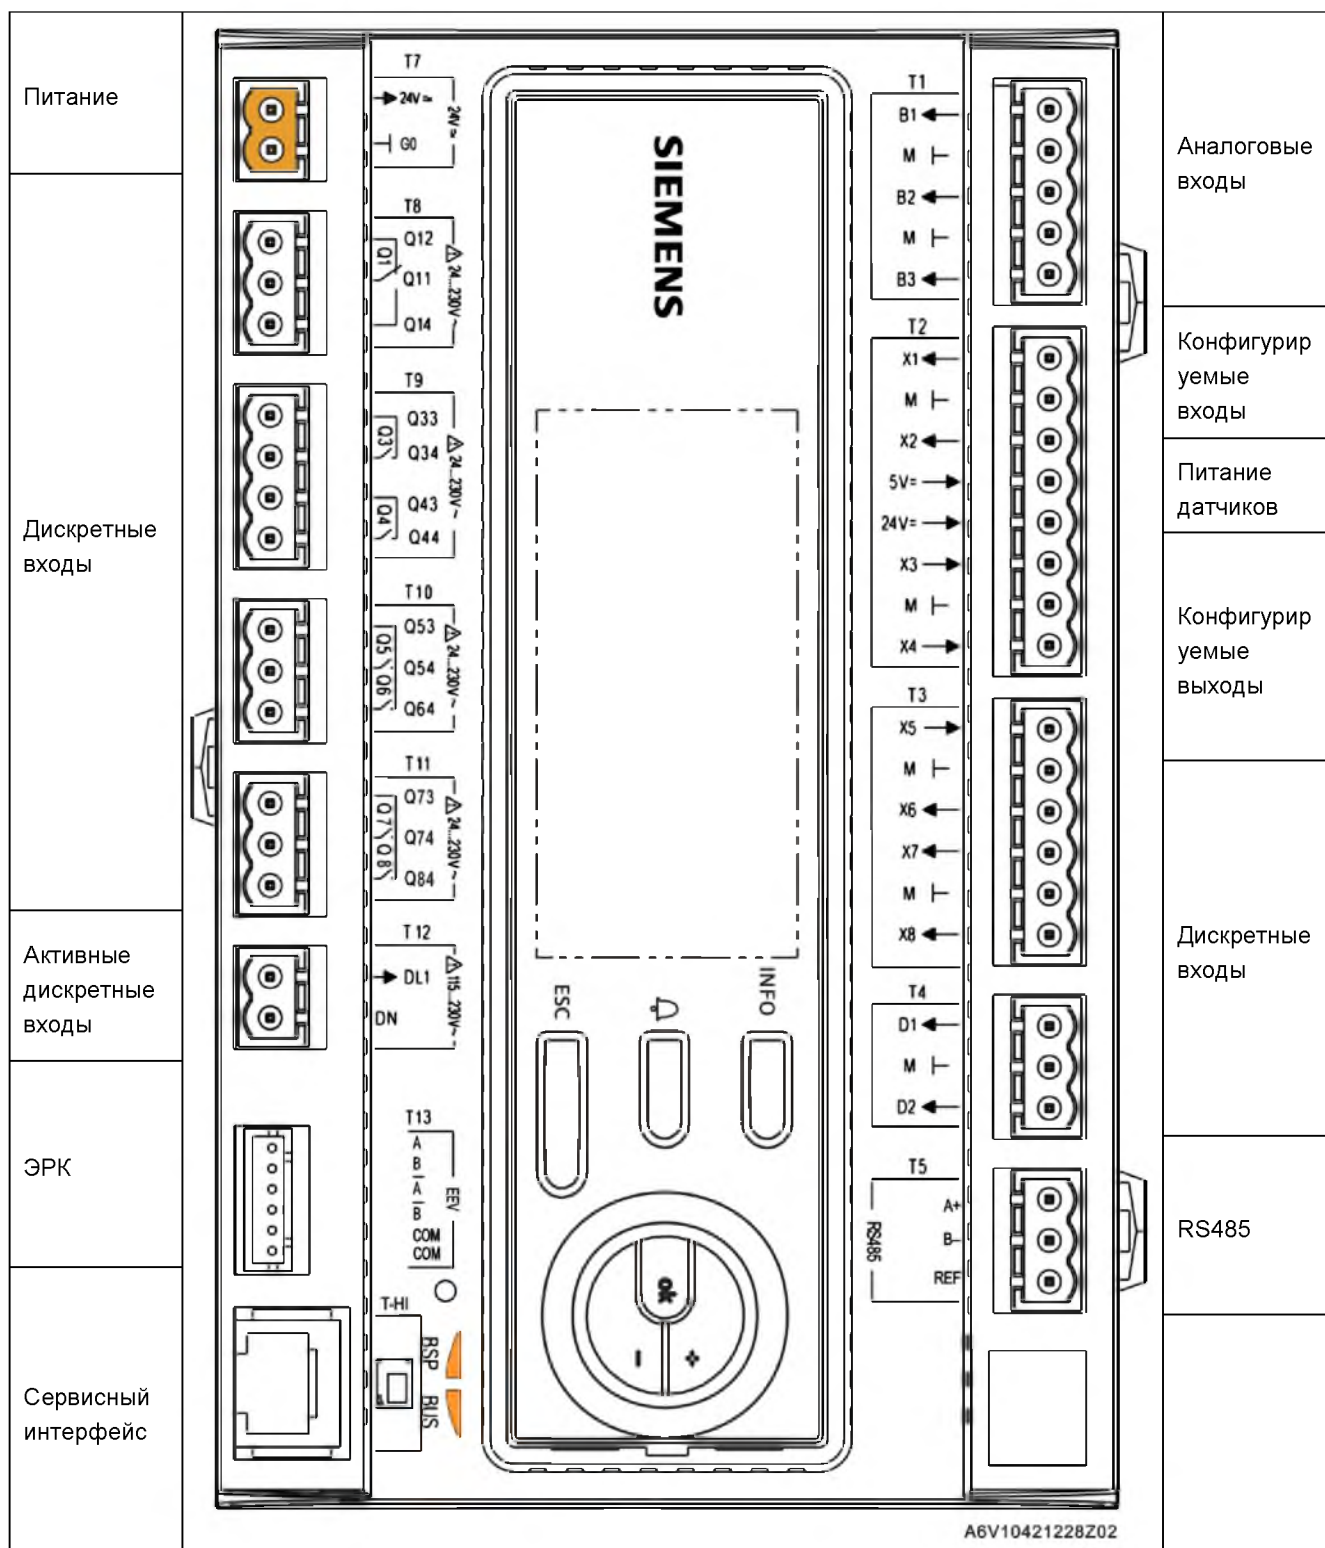 Питание
Дискретные
входы
Активные
дискретные
входы
ЭРК
Сервисный
интерфейс
T7
24V≃
G0
24V≃
T8
Q12
Q11
Q14
Q1
⚠24...230V~
T9
Q33
Q34
Q43
Q44
Q3
Q4
⚠24...230V~
T10
Q53
Q54
Q64
Q5
Q6
⚠24...230V~
T11
Q73
Q74
Q84
Q7
Q8
⚠24...230V~
T12
DL1
DN
⚠115...230V~
T13
A
B
A
B
COM
COM
EEV
T-HI
BSP
BUS
SIEMENS
ESC
INFO
ok
−
+
T1
B1
M
B2
M
B3
T2
X1
M
X2
5V=
24V=
X3
M
X4
T3
X5
M
X6
X7
M
X8
T4
D1
M
D2
T5
A+
B-
REF
RS485
Аналоговые
входы
Конфигурир
уемые
входы
Питание
датчиков
Конфигурир
уемые
выходы
Дискретные
входы
RS485
A6V10421228Z02